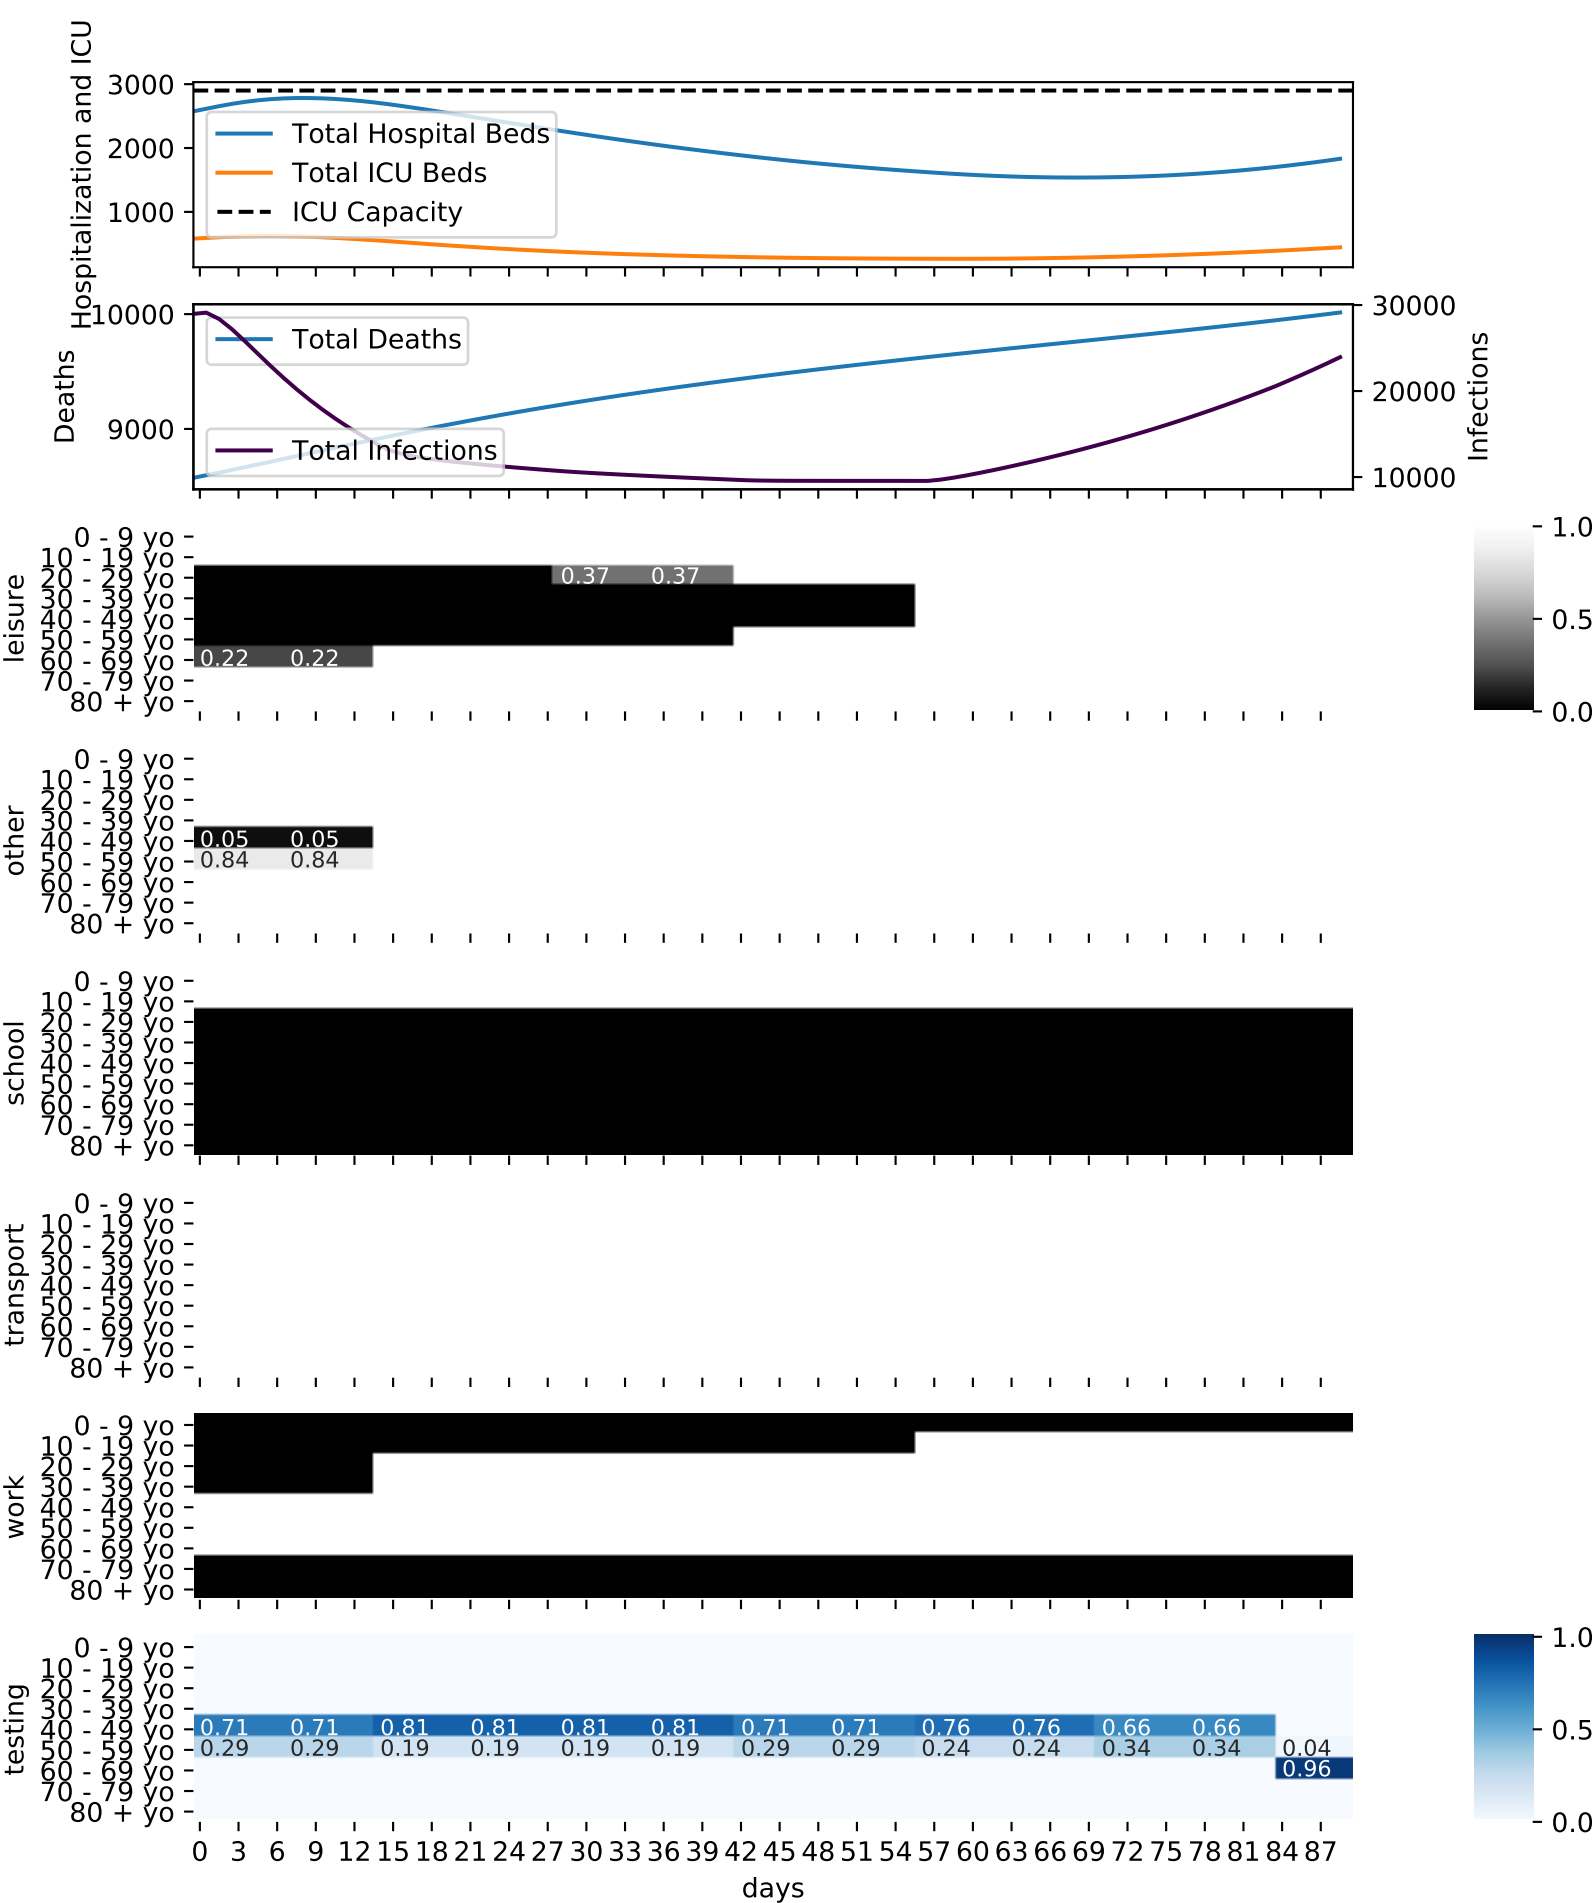 Hospitalization and ICU
3000
2000
1000
Total Hospital Beds
Total ICU Beds
ICU Capacity
Deaths
10000
9000
Total Deaths
Total Infections
30000
20000
10000
Infections
leisure
0 - 9 yo
10 - 19 yo
20 - 29 yo 0.37 0.37
30 - 39 yo
40 - 49 yo
50 - 59 yo
60 - 69 yo 0.22 0.22
70 - 79 yo
80 + yo
1.0
0.5
0.0
other
0 - 9 yo
10 - 19 yo
20 - 29 yo
30 - 39 yo
40 - 49 yo 0.05 0.05
50 - 59 yo 0.84 0.84
60 - 69 yo
70 - 79 yo
80 + yo
school
0 - 9 yo
10 - 19 yo
20 - 29 yo
30 - 39 yo
40 - 49 yo
50 - 59 yo
60 - 69 yo
70 - 79 yo
80 + yo
transport
0 - 9 yo
10 - 19 yo
20 - 29 yo
30 - 39 yo
40 - 49 yo
50 - 59 yo
60 - 69 yo
70 - 79 yo
80 + yo
work
0 - 9 yo
10 - 19 yo
20 - 29 yo
30 - 39 yo
40 - 49 yo
50 - 59 yo
60 - 69 yo
70 - 79 yo
80 + yo
testing
0 - 9 yo
10 - 19 yo
20 - 29 yo
30 - 39 yo
40 - 49 yo 0.71 0.71 0.81 0.81 0.81 0.81 0.71 0.71 0.76 0.76 0.66 0.66
50 - 59 yo 0.29 0.29 0.19 0.19 0.19 0.19 0.29 0.29 0.24 0.24 0.34 0.34 0.04
60 - 69 yo 0.96
70 - 79 yo
80 + yo
1.0
0.5
0.0
0 3 6 9 12 15 18 21 24 27 30 33 36 39 42 45 48 51 54 57 60 63 66 69 72 75 78 81 84 87
days